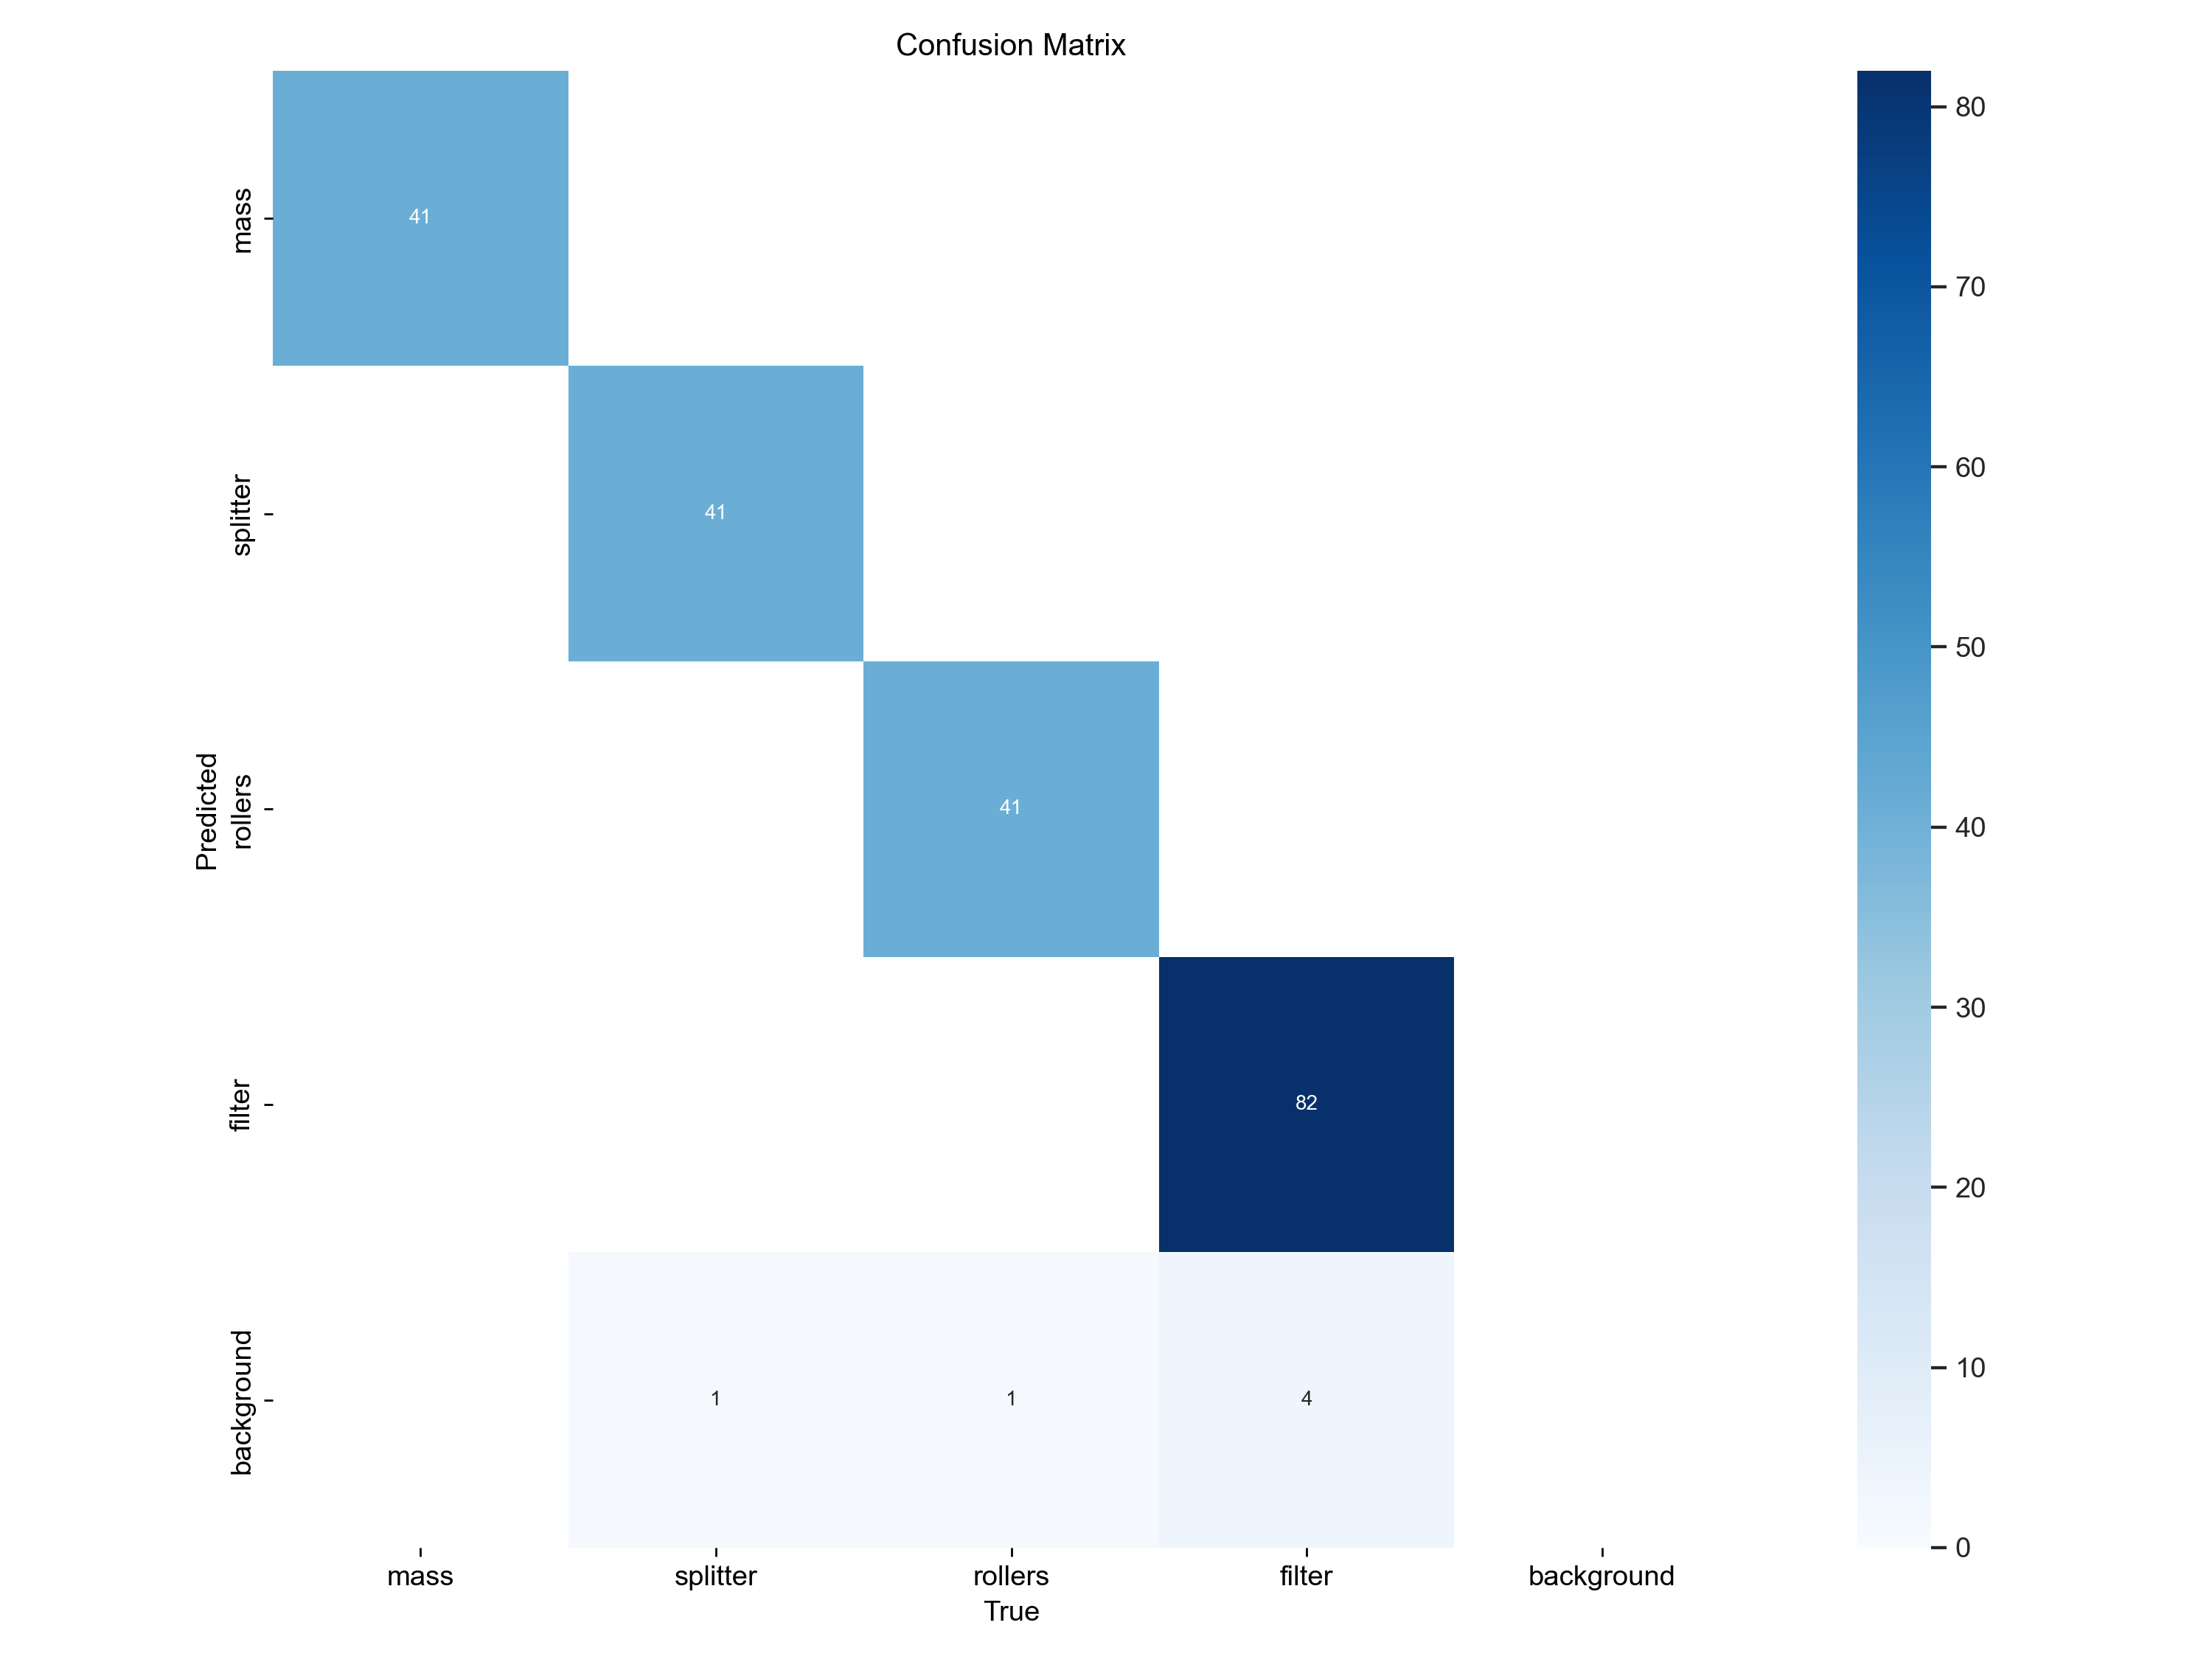 Confusion Matrix
mass
41
splitter
41
Predicted
rollers
41
filter
82
background
1 1 4
mass splitter rollers filter background
True
80
70
60
50
40
30
20
10
0